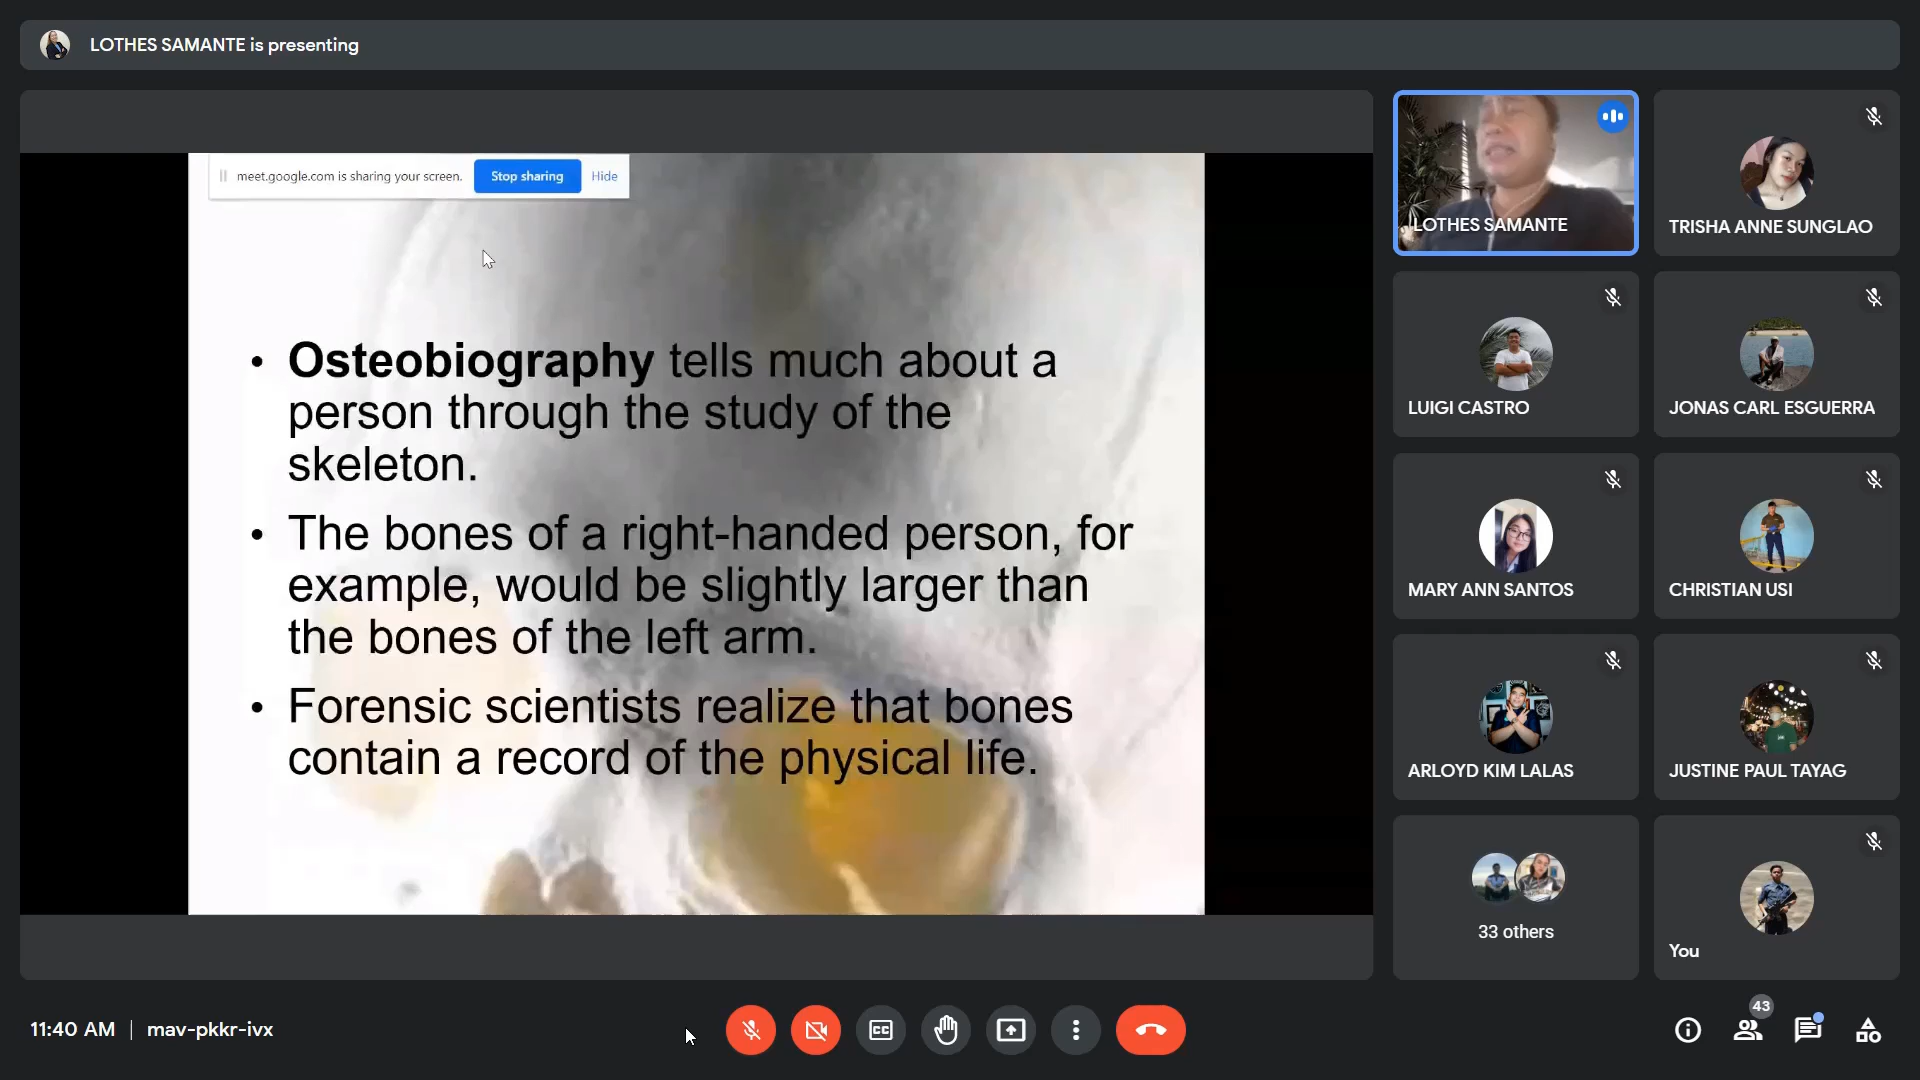 LOTHES SAMANTE is presenting
meet.google.com is sharing your screen.
Stop sharing
Hide
• Osteobiography tells much about a
person through the study of the
skeleton.
• The bones of a right-handed person, for
example, would be slightly larger than
the bones of the left arm.
• Forensic scientists realize that bones
contain a record of the physical life.
LOTHES SAMANTE
TRISHA ANNE SUNGLAO
LUIGI CASTRO
JONAS CARL ESGUERRA
MARY ANN SANTOS
CHRISTIAN USI
ARLOYD KIM LALAS
JUSTINE PAUL TAYAG
33 others
You
11:40 AM | mav-pkkr-ivx
CC
43